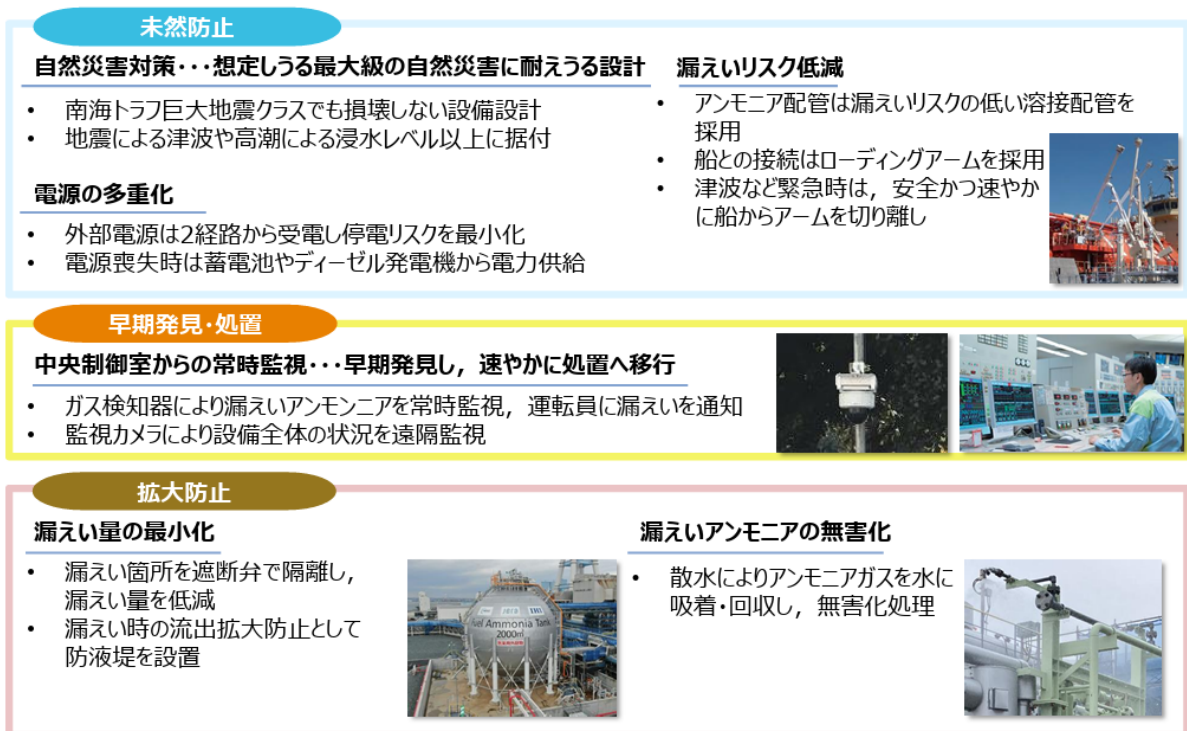 未然防止
自然災害対策・・・想定しうる最大級の自然災害に耐えうる設計
• 南海トラフ巨大地震クラスでも損壊しない設備設計
• 地震による津波や高潮による浸水レベル以上に据付
電源の多重化
• 外部電源は2経路から受電し停電リスクを最小化
• 電源喪失時は蓄電池やディーゼル発電機から電力供給
漏えいリスク低減
• アンモニア配管は漏えいリスクの低い溶接配管を
採用
• 船との接続はローディングアームを採用
• 津波など緊急時は，安全かつ速やか
に船からアームを切り離し
早期発見・処置
中央制御室からの常時監視・・・早期発見し，速やかに処置へ移行
• ガス検知器により漏えいアンモンニアを常時監視，運転員に漏えいを通知
• 監視カメラにより設備全体の状況を遠隔監視
拡大防止
漏えい量の最小化
• 漏えい箇所を遮断弁で隔離し，
漏えい量を低減
• 漏えい時の流出拡大防止として
防液堤を設置
IHI
Fuel Ammonia Tank
2000㎥
漏えいアンモニアの無害化
• 散水によりアンモニアガスを水に
吸着・回収し，無害化処理